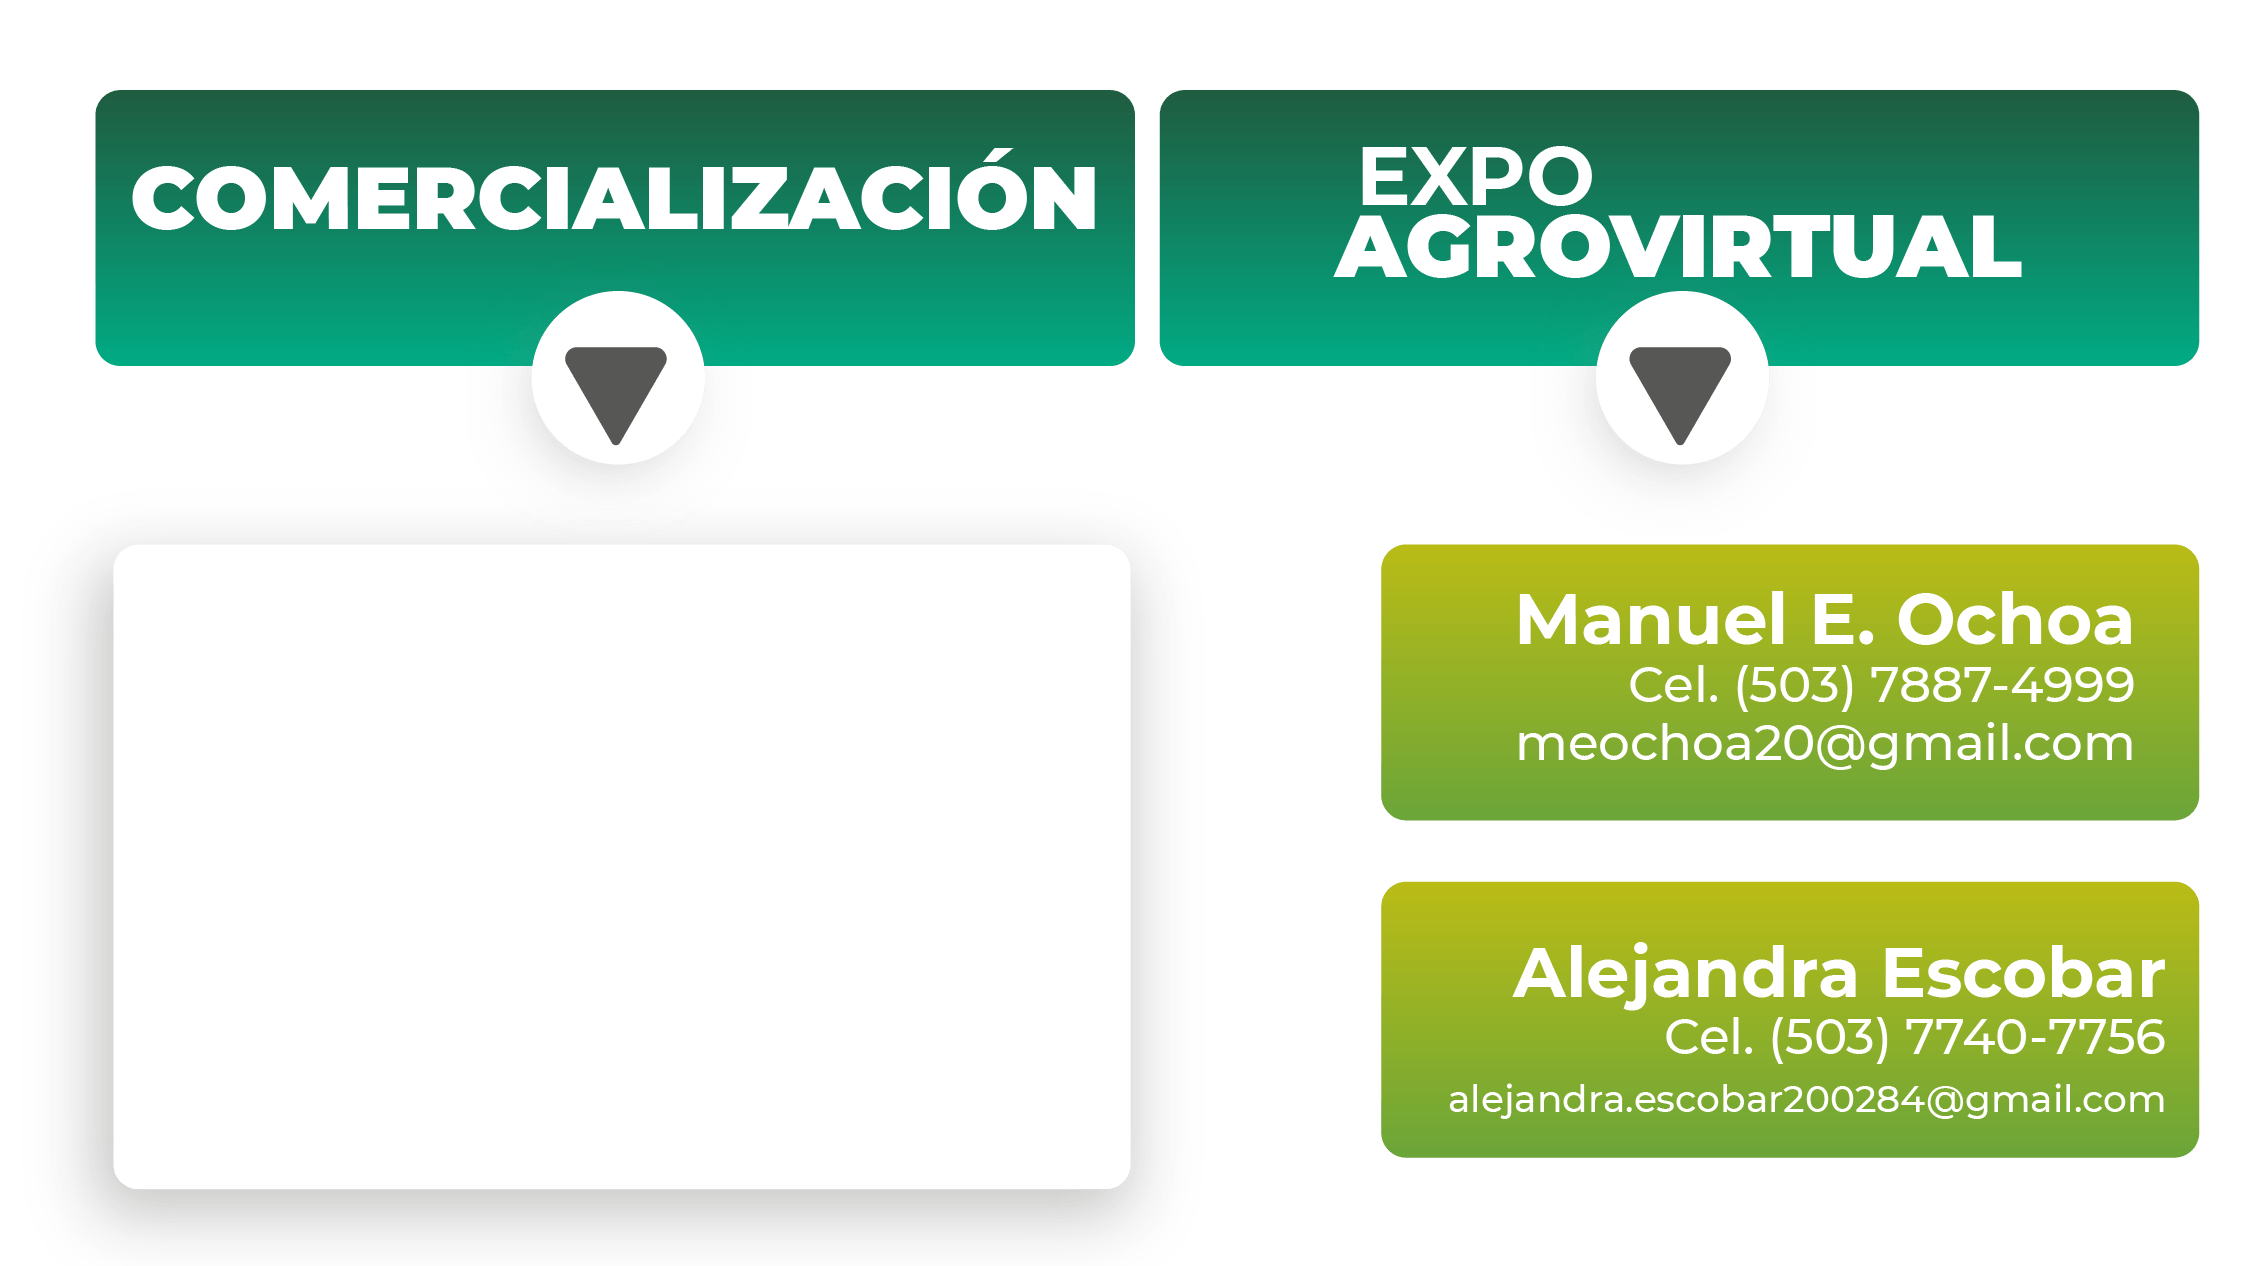 COMERCIALIZACIÓN
EXPO
AGROVIRTUAL
Manuel E. Ochoa
Cel. (503) 7887-4999
meochoa20@gmail.com
Alejandra Escobar
Cel. (503) 7740-7756
alejandra.escobar200284@gmail.com